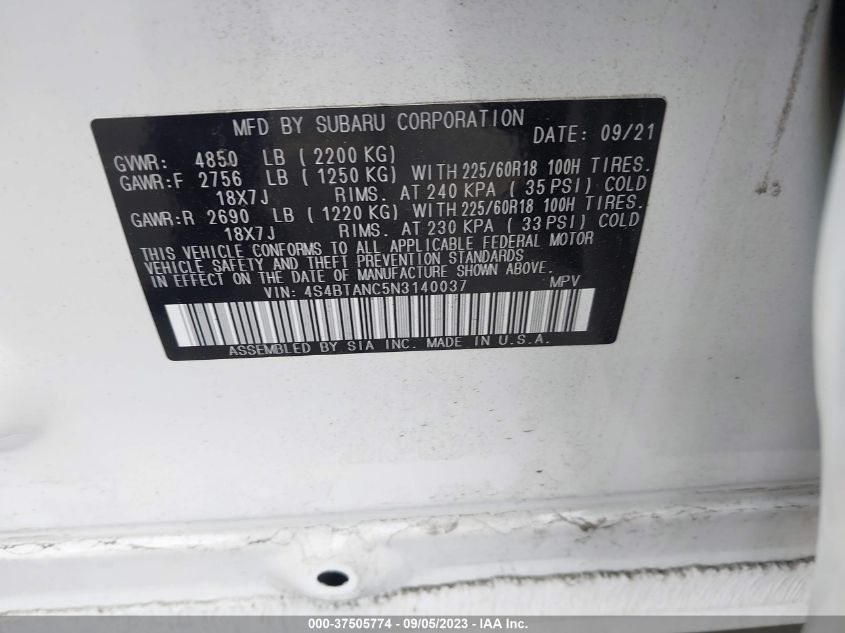 MFD BY SUBARU CORPORATION DATE: 09/21
GVWR: 4850 LB ( 2200 KG)
GAWR:F 2756 LB ( 1250 KG) WITH 225/60R18 100H TIRES.
18X7J RIMS. AT 240 KPA ( 35 PSI) COLD
GAWR:R 2690 LB ( 1220 KG) WITH 225/60R18 100H TIRES.
18X7J RIMS. AT 230 KPA ( 33 PSI) COLD
THIS VEHICLE CONFORMS TO ALL APPLICABLE FEDERAL MOTOR
VEHICLE SAFETY AND THEFT PREVENTION STANDARDS
IN EFFECT ON THE DATE OF MANUFACTURE SHOWN ABOVE.
VIN: 4S4BTANC5N3140037 MPV
ASSEMBLED BY SIA INC. MADE IN U.S.A.
000-37505774 - 09/05/2023 - IAA Inc.